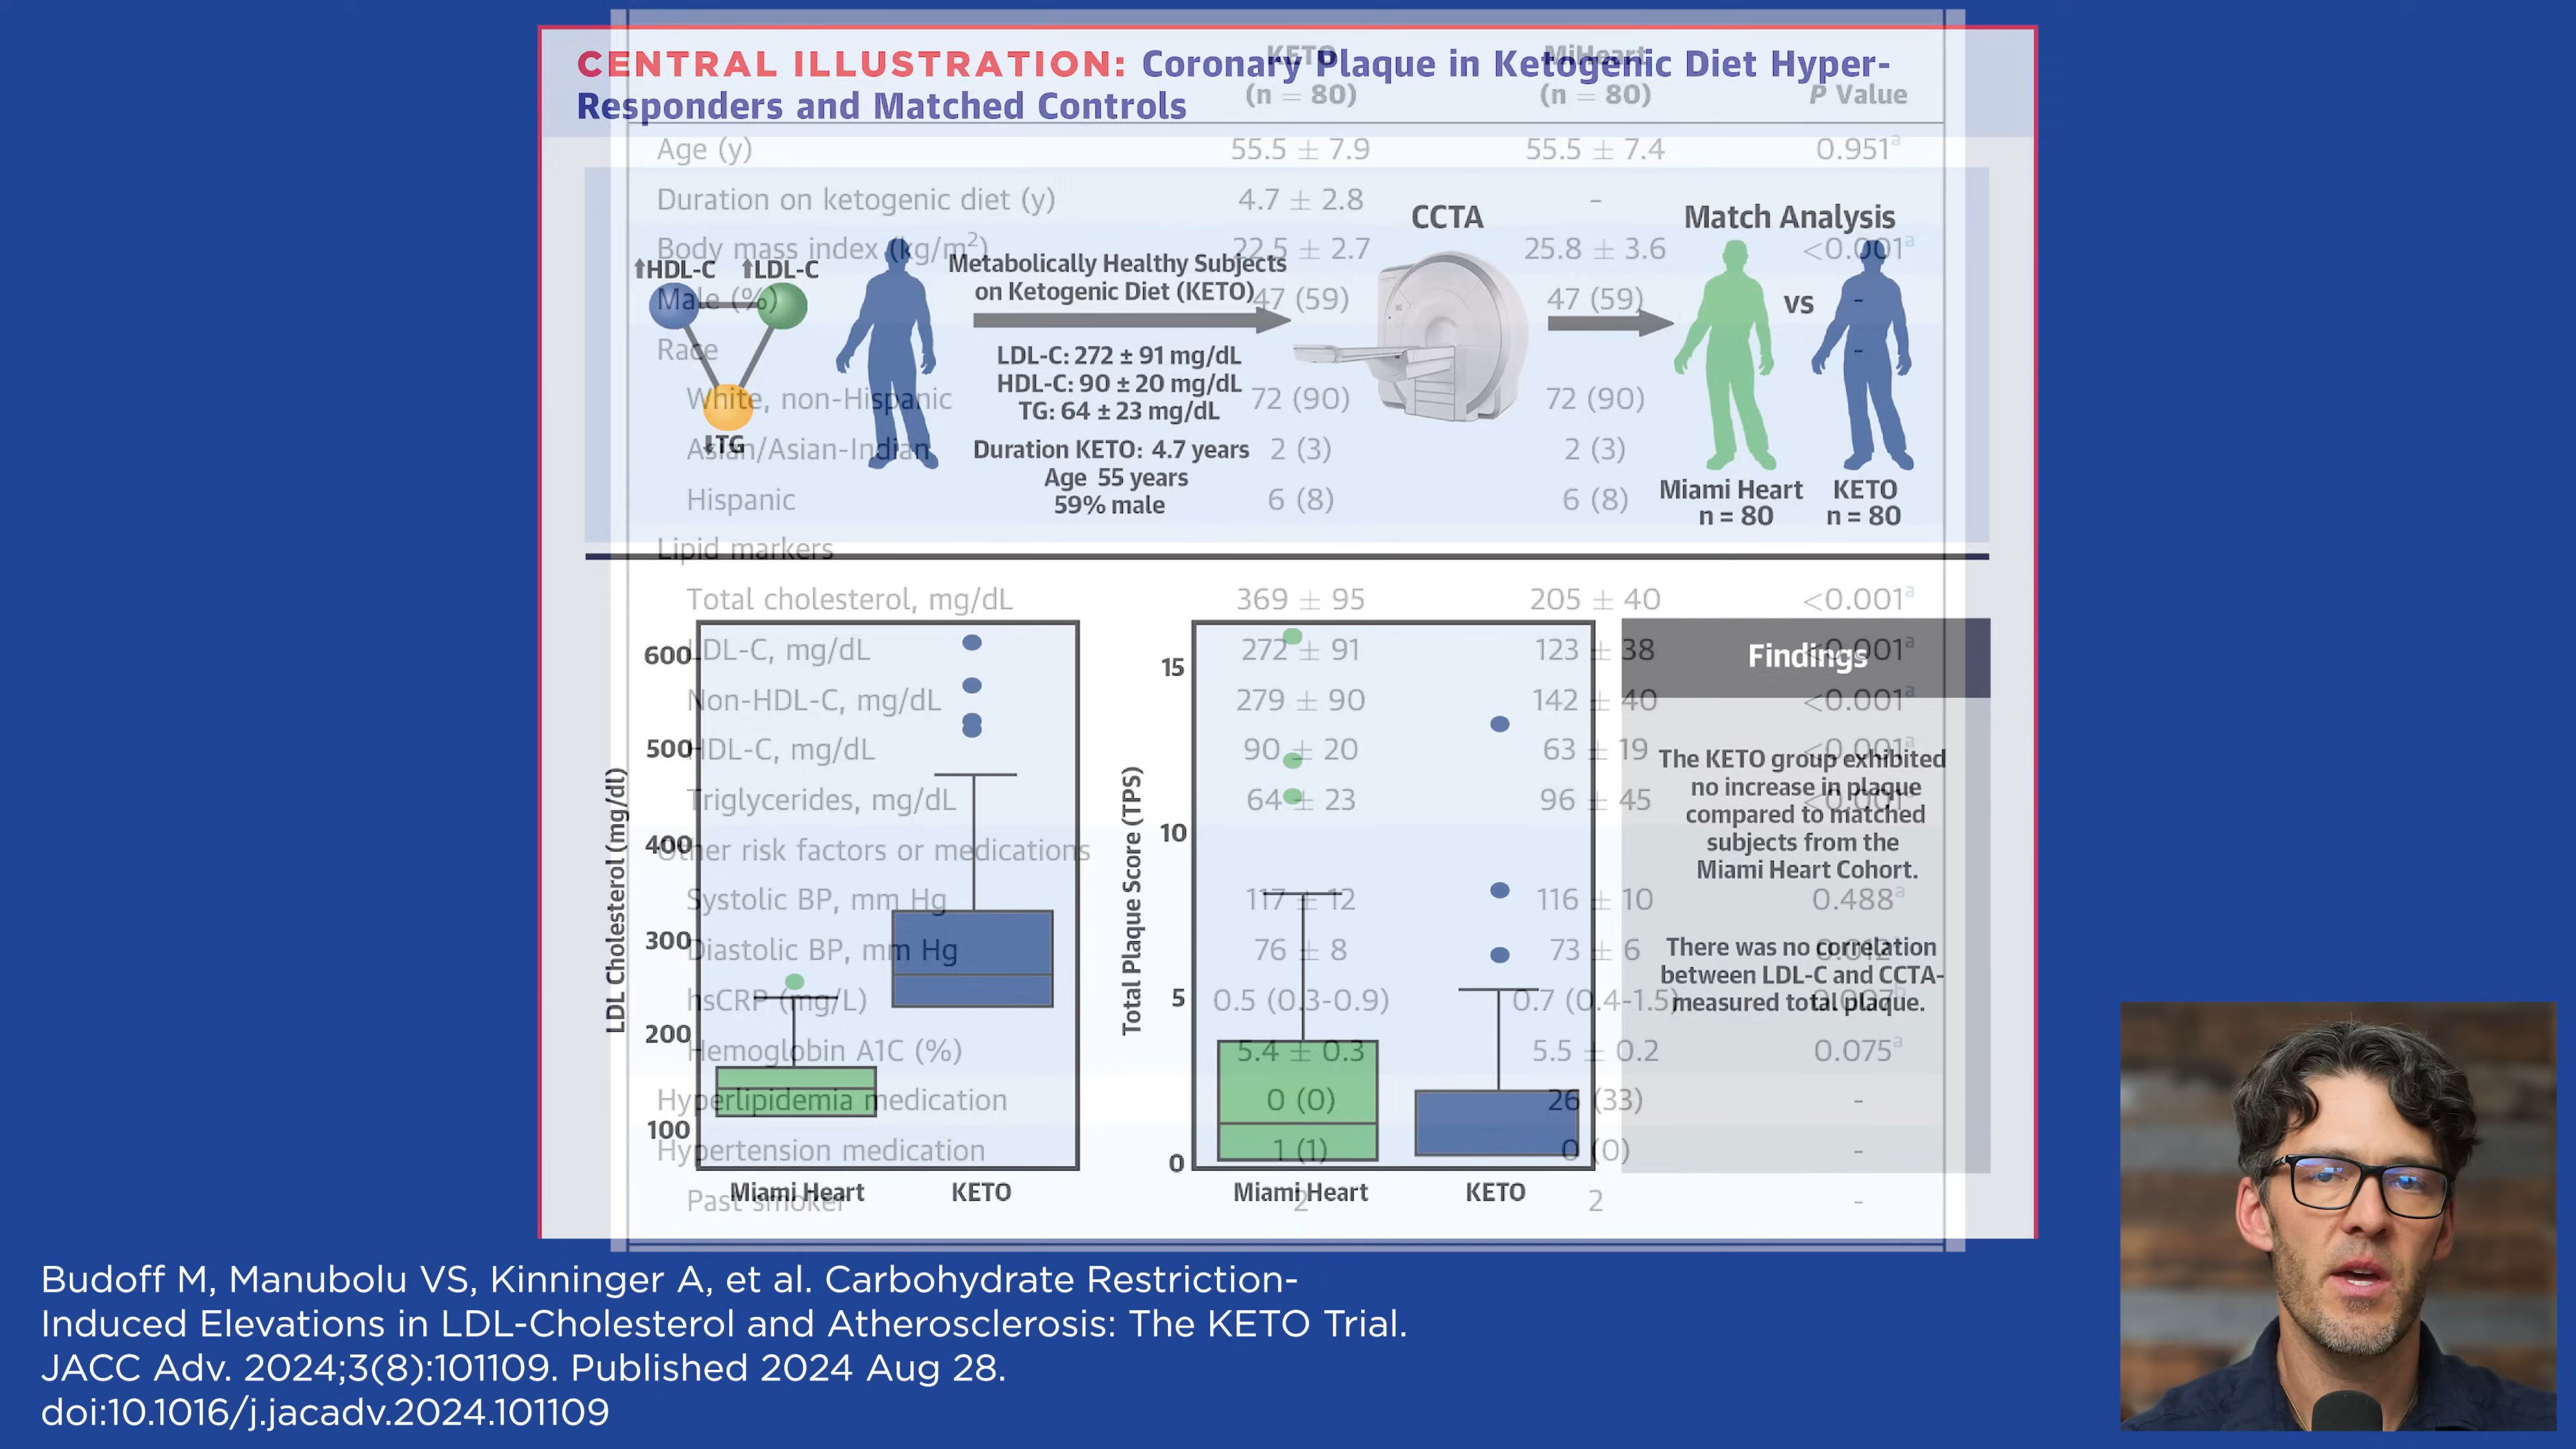 CENTRAL ILLUSTRATION: Coronary Plaque in Ketogenic Diet Hyper-
Responders and Matched Controls
↑HDL-C ↑LDL-C
↓TG
Metabolically Healthy Subjects
on Ketogenic Diet (KETO)
LDL-C: 272 ± 91 mg/dL
HDL-C: 90 ± 20 mg/dL
TG: 64 ± 23 mg/dL
Duration KETO: 4.7 years
Age 55 years
59% male
CCTA
Match Analysis
VS
Miami Heart
n = 80
KETO
n = 80
LDL Cholesterol (mg/dl)
600
500
400
300
200
100
Miami Heart KETO
Total Plaque Score (TPS)
15
10
5
0
Miami Heart KETO
Findings
The KETO group exhibited
no increase in plaque
compared to matched
subjects from the
Miami Heart Cohort.
There was no correlation
between LDL-C and CCTA-
measured total plaque.
KETO MiHeart
(n = 80) (n = 80) P Value
Age (y) 55.5 ± 7.9 55.5 ± 7.4 0.951ᵃ
Duration on ketogenic diet (y) 4.7 ± 2.8 -
Body mass index (kg/m²) 22.5 ± 2.7 25.8 ± 3.6 <0.001ᵃ
Male (%) 47 (59) 47 (59) -
Race -
White, non-Hispanic 72 (90) 72 (90)
Asian/Asian-Indian 2 (3) 2 (3)
Hispanic 6 (8) 6 (8)
Lipid markers
Total cholesterol, mg/dL 369 ± 95 205 ± 40 <0.001ᵃ
LDL-C, mg/dL 272 ± 91 123 ± 38 <0.001ᵃ
Non-HDL-C, mg/dL 279 ± 90 142 ± 40 <0.001ᵃ
HDL-C, mg/dL 90 ± 20 63 ± 19 <0.001ᵃ
Triglycerides, mg/dL 64 ± 23 96 ± 45 <0.001
Other risk factors or medications
Systolic BP, mm Hg 117 ± 12 116 ± 10 0.488ᵃ
Diastolic BP, mm Hg 76 ± 8 73 ± 6 0.012
hsCRP (mg/L) 0.5 (0.3-0.9) 0.7 (0.4-1.5)
Hemoglobin A1C (%) 5.4 ± 0.3 5.5 ± 0.2 0.075ᵃ
Hyperlipidemia medication 0 (0) 26 (33) -
Hypertension medication 1 (1) 0 (0) -
Past smoker 2 2 -
Budoff M, Manubolu VS, Kinninger A, et al. Carbohydrate Restriction-
Induced Elevations in LDL-Cholesterol and Atherosclerosis: The KETO Trial.
JACC Adv. 2024;3(8):101109. Published 2024 Aug 28.
doi:10.1016/j.jacadv.2024.101109